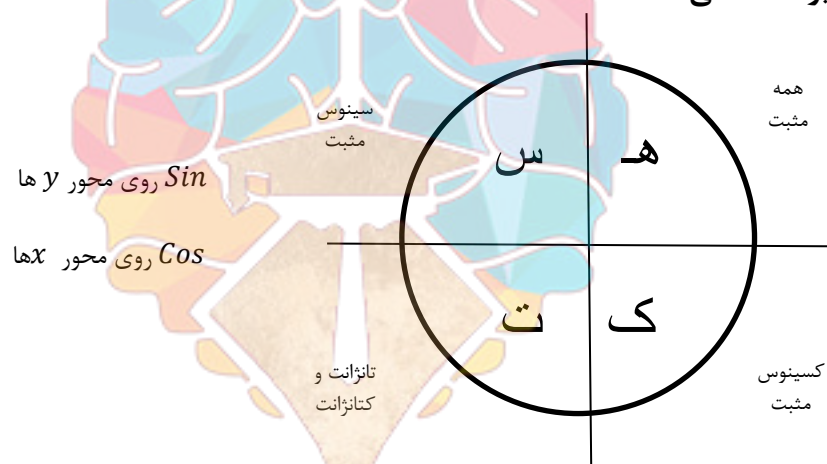 همه
مثبت
سینوس
مثبت
هـ
س
Sin روی محور y ها
Cos روی محور x ها
ک
ت
تانژانت و
کتانژانت
کسینوس
مثبت